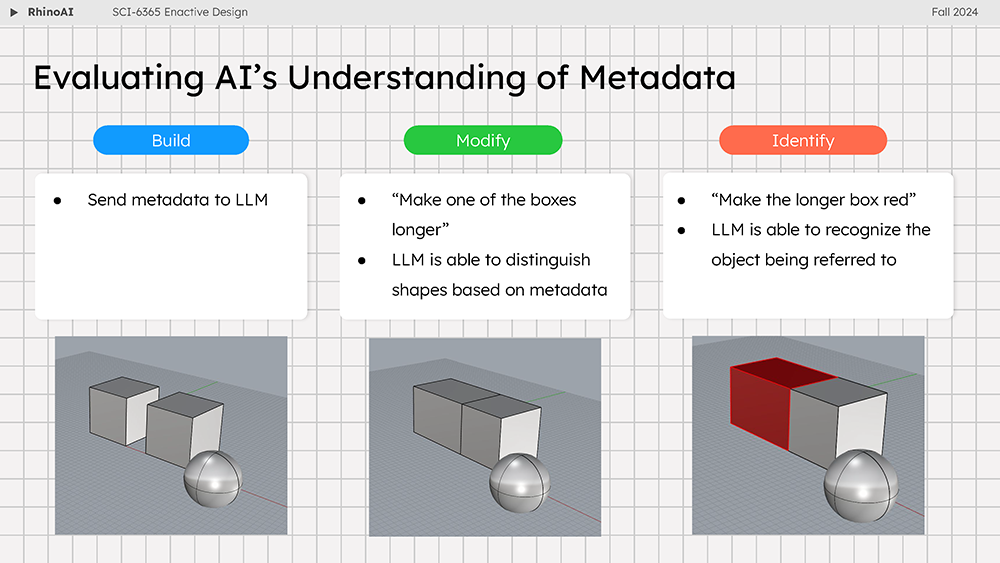 RhinoAI SCI-6365 Enactive Design Fall 2024
Evaluating AI’s Understanding of Metadata
Build
Modify
Identify
● Send metadata to LLM
● “Make one of the boxes
longer”
● LLM is able to distinguish
shapes based on metadata
● “Make the longer box red”
● LLM is able to recognize the
object being referred to